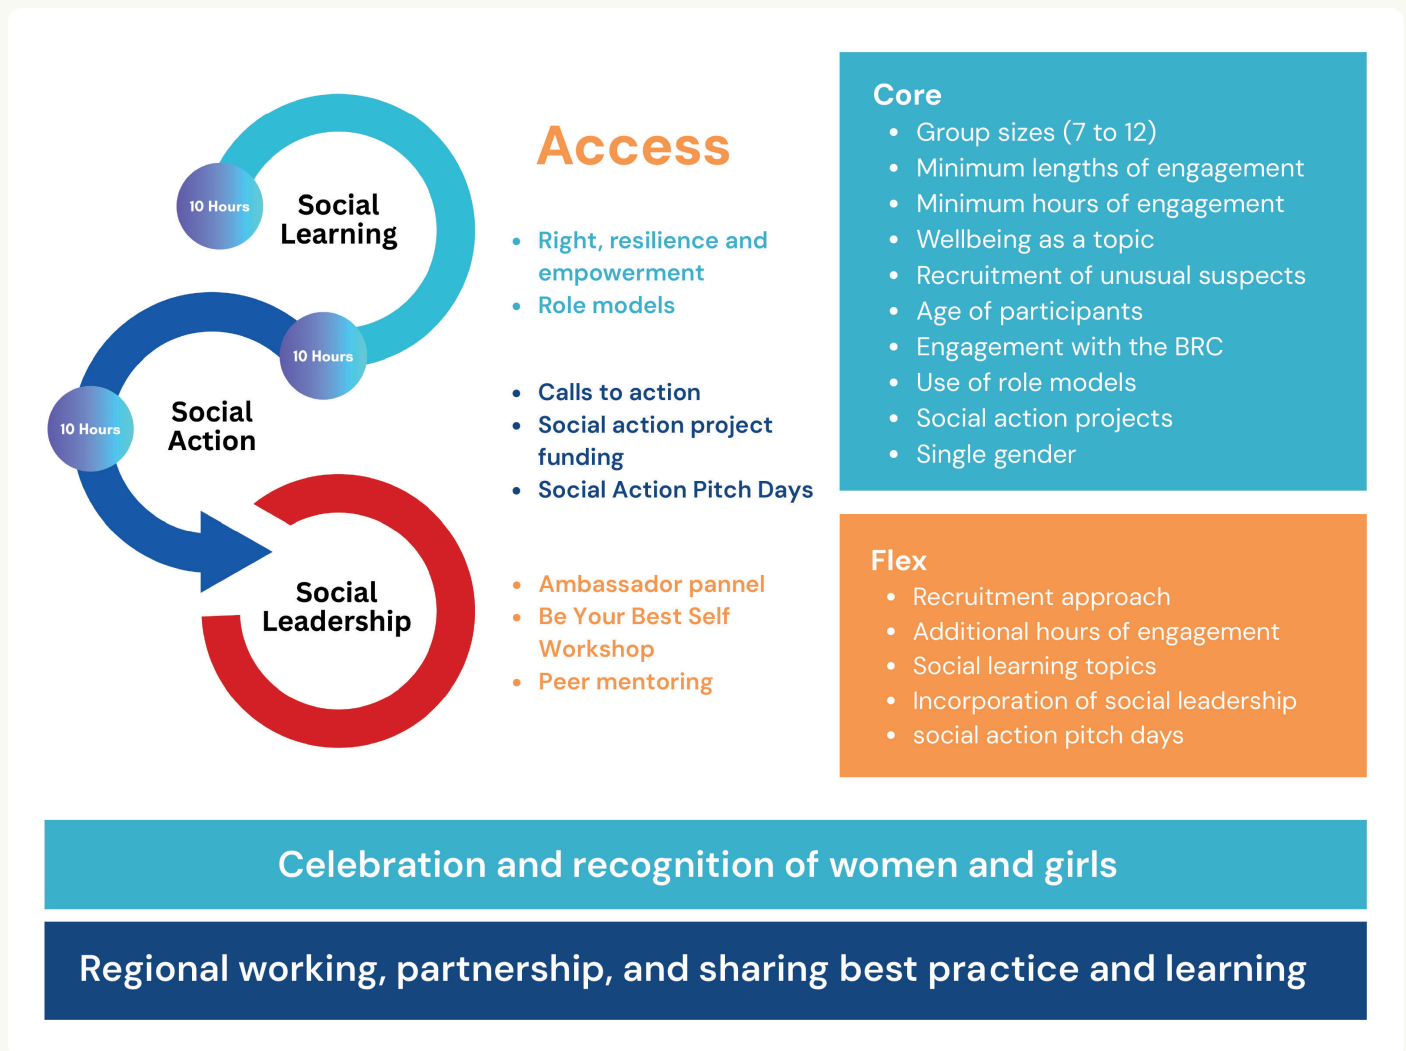 10 Hours
Social
Learning
10 Hours
10 Hours
Social
Action
Social
Leadership
Access
• Right, resilience and
empowerment
• Role models
• Calls to action
• Social action project
funding
• Social Action Pitch Days
• Ambassador pannel
• Be Your Best Self
Workshop
• Peer mentoring
Core
• Group sizes (7 to 12)
• Minimum lengths of engagement
• Minimum hours of engagement
• Wellbeing as a topic
• Recruitment of unusual suspects
• Age of participants
• Engagement with the BRC
• Use of role models
• Social action projects
• Single gender
Flex
• Recruitment approach
• Additional hours of engagement
• Social learning topics
• Incorporation of social leadership
• social action pitch days
Celebration and recognition of women and girls
Regional working, partnership, and sharing best practice and learning